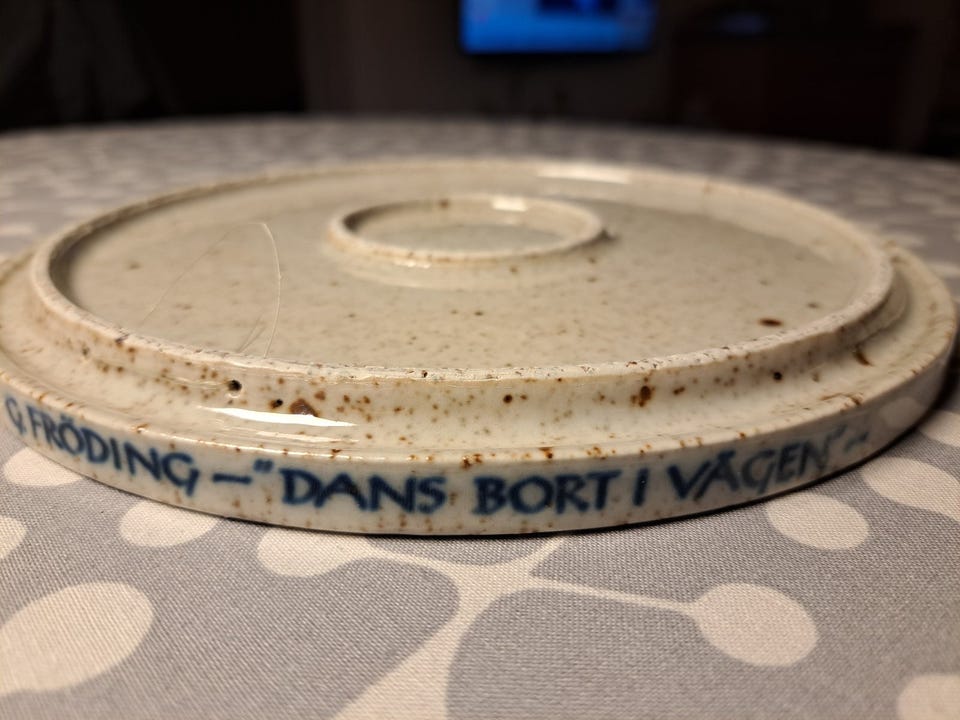 G. FRÖDING – "DANS BORT I VÄGEN" –